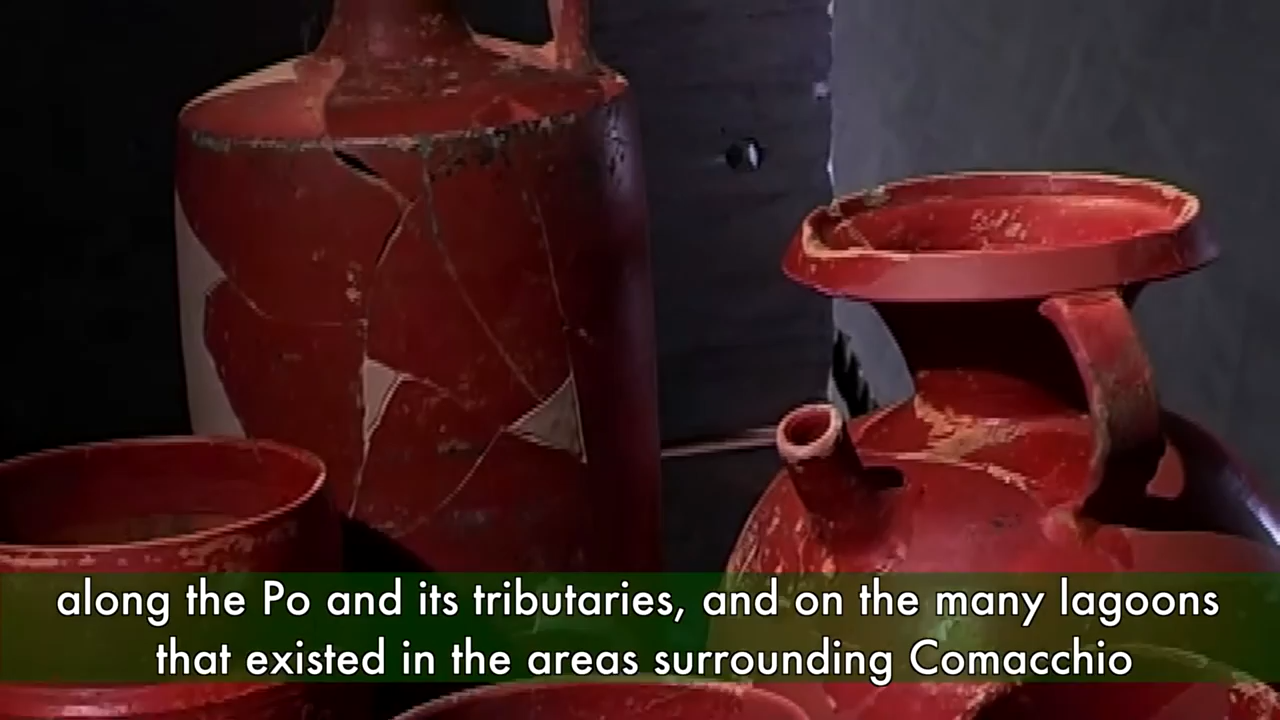 along the Po and its tributaries, and on the many lagoons
that existed in the areas surrounding Comacchio